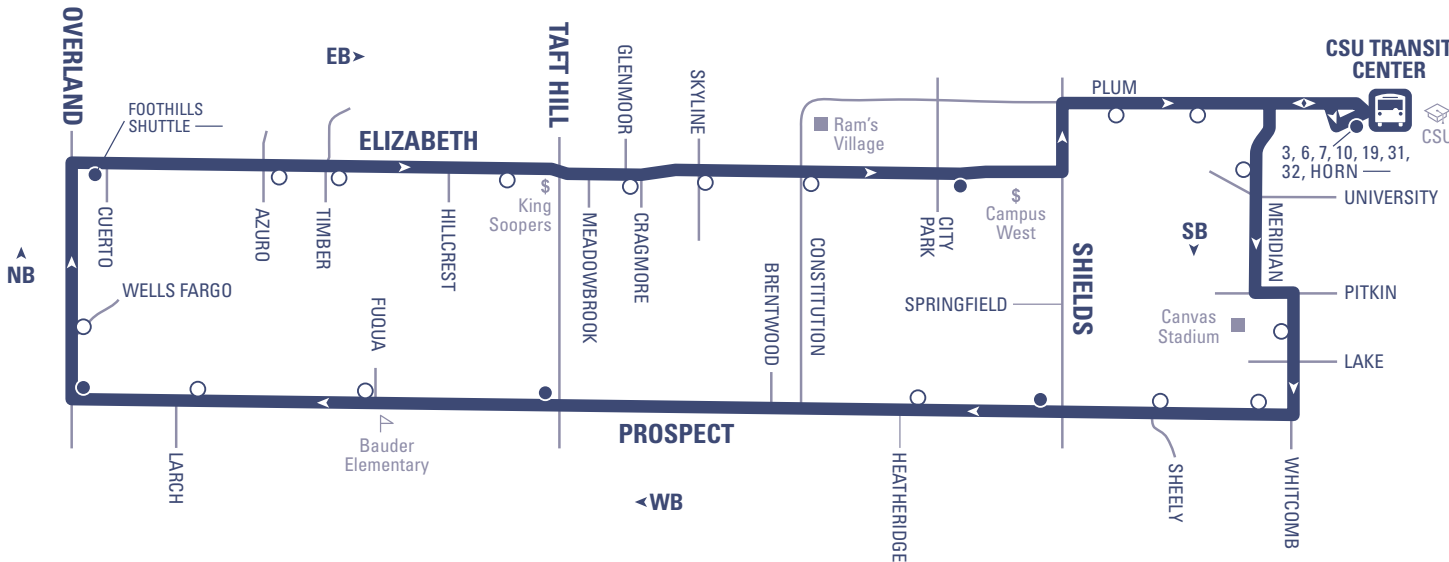 OVERLAND
EB
TAFT HILL
GLENMOOR
SKYLINE
CSU TRANSIT
CENTER
PLUM
FOOTHILLS
SHUTTLE
ELIZABETH
Ram's
Village
CSU
3, 6, 7, 10, 19, 31,
32, HORN
UNIVERSITY
CUERTO
AZURO
TIMBER
HILLCREST
$
King
Soopers
MEADOWBROOK
CRAGMORE
CONSTITUTION
CITY
PARK
$
Campus
West
MERIDIAN
SB
NB
WELLS FARGO
FUQUA
BRENTWOOD
SPRINGFIELD
SHIELDS
PITKIN
Canvas
Stadium
LAKE
PROSPECT
Bauder
Elementary
LARCH
WB
HEATHERIDGE
SHEELY
WHITCOMB